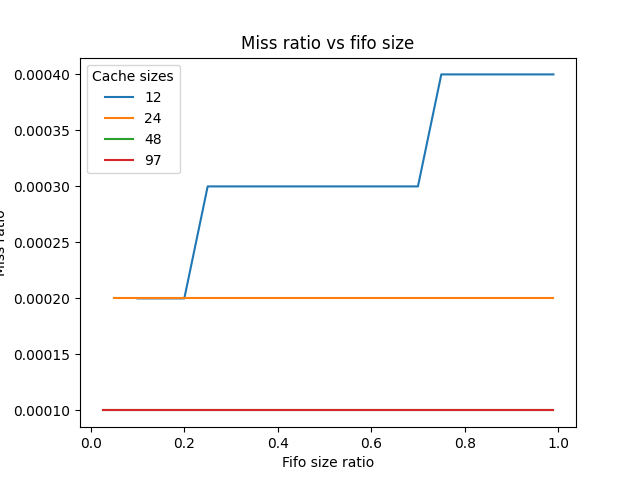 Miss ratio vs fifo size
Cache sizes
12
24
48
97
0.00040
0.00035
0.00030
0.00025
0.00020
0.00015
0.00010
0.0 0.2 0.4 0.6 0.8 1.0
Fifo size ratio
Miss ratio